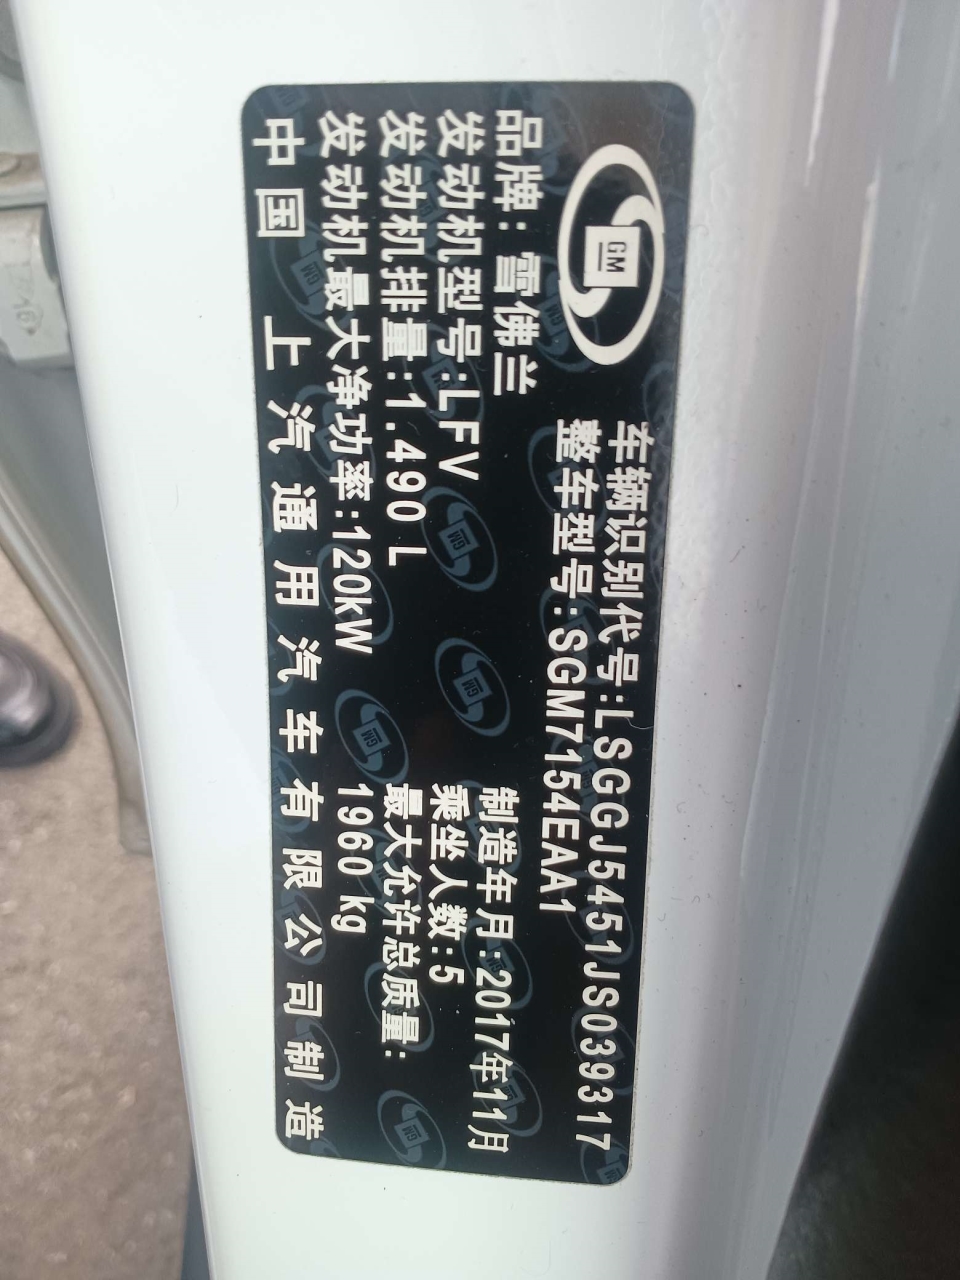 GM
车辆识别代号:LSGGJ5451JS039317
整车型号:SGM7154EAA1
品牌:雪佛兰
发动机型号:LFV
制造年月:2017年11月
发动机排量:1.490 L
乘坐人数:5
发动机最大净功率:120kW
最大允许总质量:
1960 kg
中国 上汽通用汽车有限公司制造